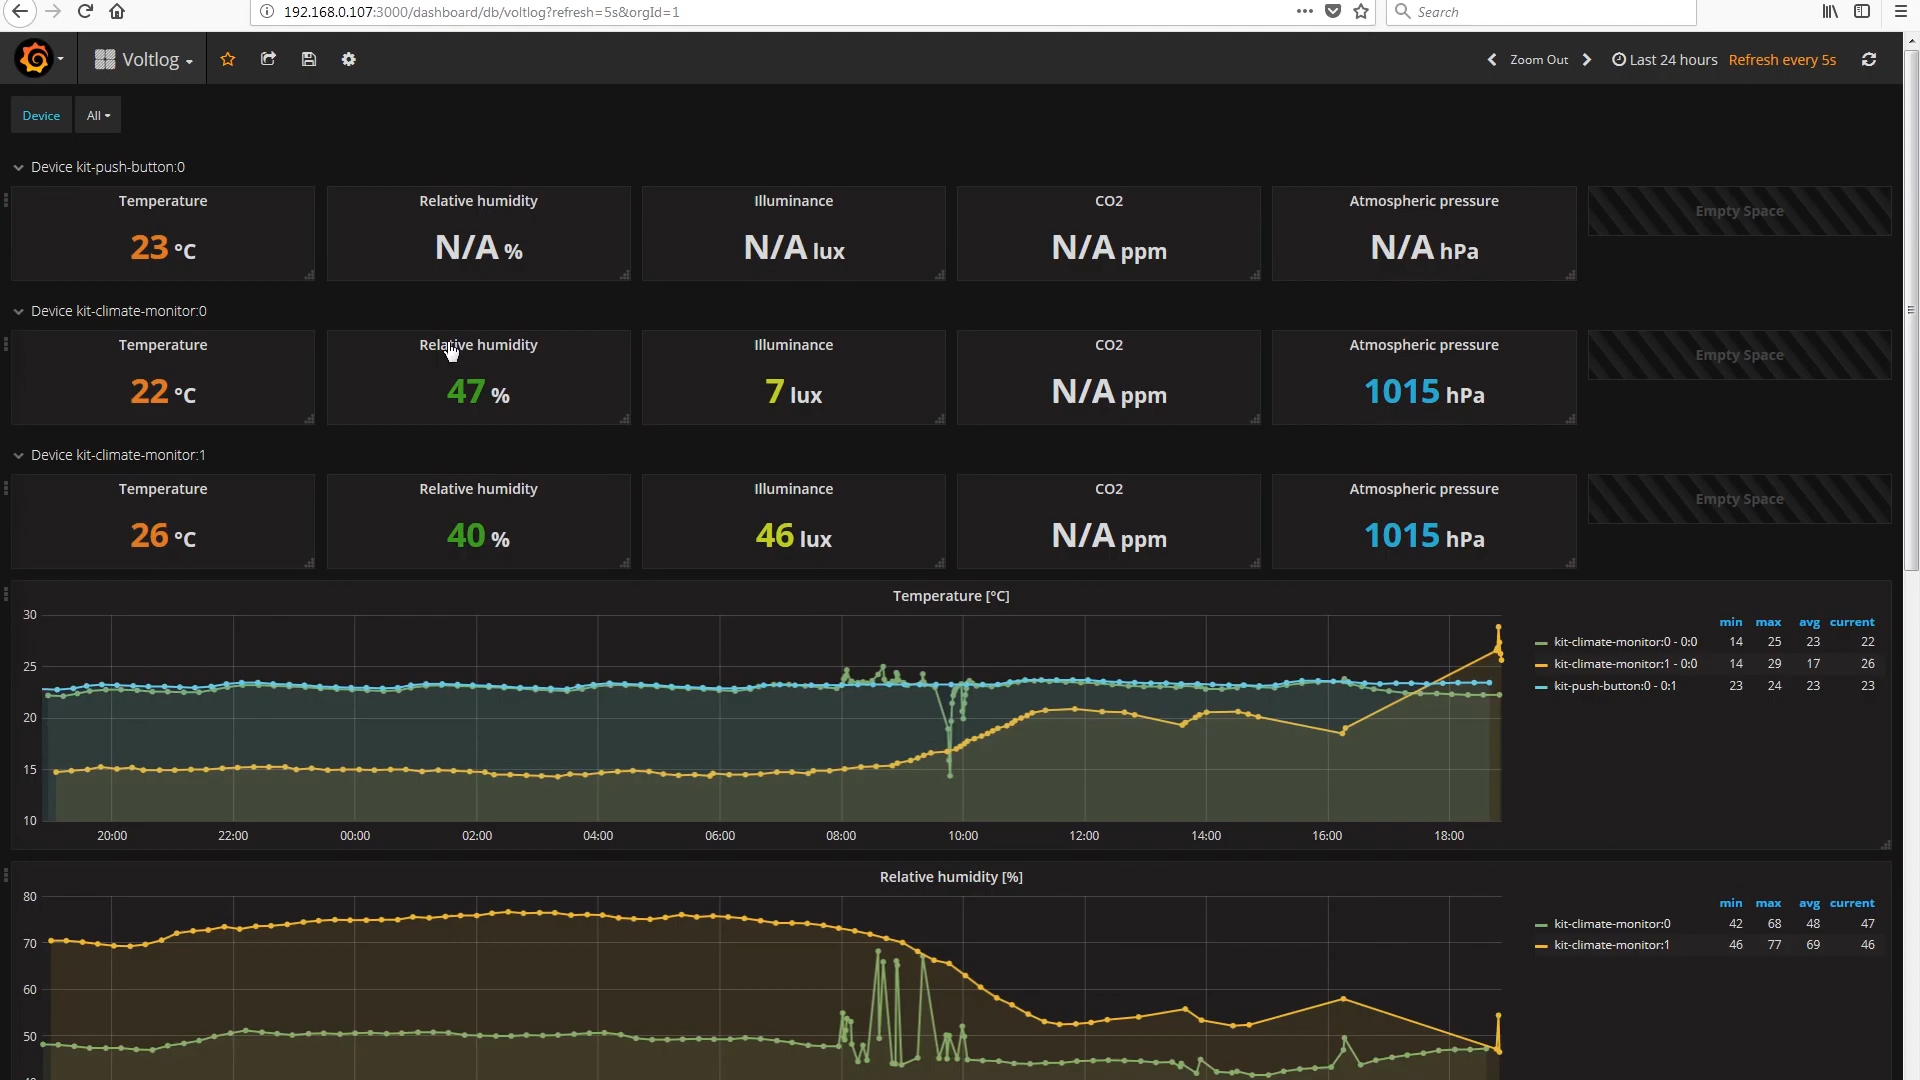 192.168.0.107:3000/dashboard/db/voltlog?refresh=5s&orgId=1
Search
Voltlog
Zoom Out
Last 24 hours
Refresh every 5s
Device
All
Device kit-push-button:0
Temperature
Relative humidity
Illuminance
CO2
Atmospheric pressure
Empty Space
23 °C
N/A %
N/A lux
N/A ppm
N/A hPa
Device kit-climate-monitor:0
Temperature
Relative humidity
Illuminance
CO2
Atmospheric pressure
Empty Space
22 °C
47 %
7 lux
N/A ppm
1015 hPa
Device kit-climate-monitor:1
Temperature
Relative humidity
Illuminance
CO2
Atmospheric pressure
Empty Space
26 °C
40 %
46 lux
N/A ppm
1015 hPa
Temperature [°C]
30
25
20
15
10
20:00 22:00 00:00 02:00 04:00 06:00 08:00 10:00 12:00 14:00 16:00 18:00
min max avg current
kit-climate-monitor:0 - 0:0 14 25 23 22
kit-climate-monitor:1 - 0:0 14 29 17 26
kit-push-button:0 - 0:1 23 24 23 23
Relative humidity [%]
80
70
60
50
min max avg current
kit-climate-monitor:0 42 68 48 47
kit-climate-monitor:1 46 77 69 46